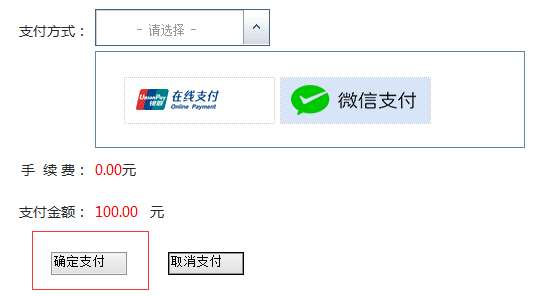 支付方式： - 请选择 -
UnionPay 银联 在线支付 Online Payment 微信支付
手 续 费： 0.00元
支付金额： 100.00 元
确定支付 取消支付